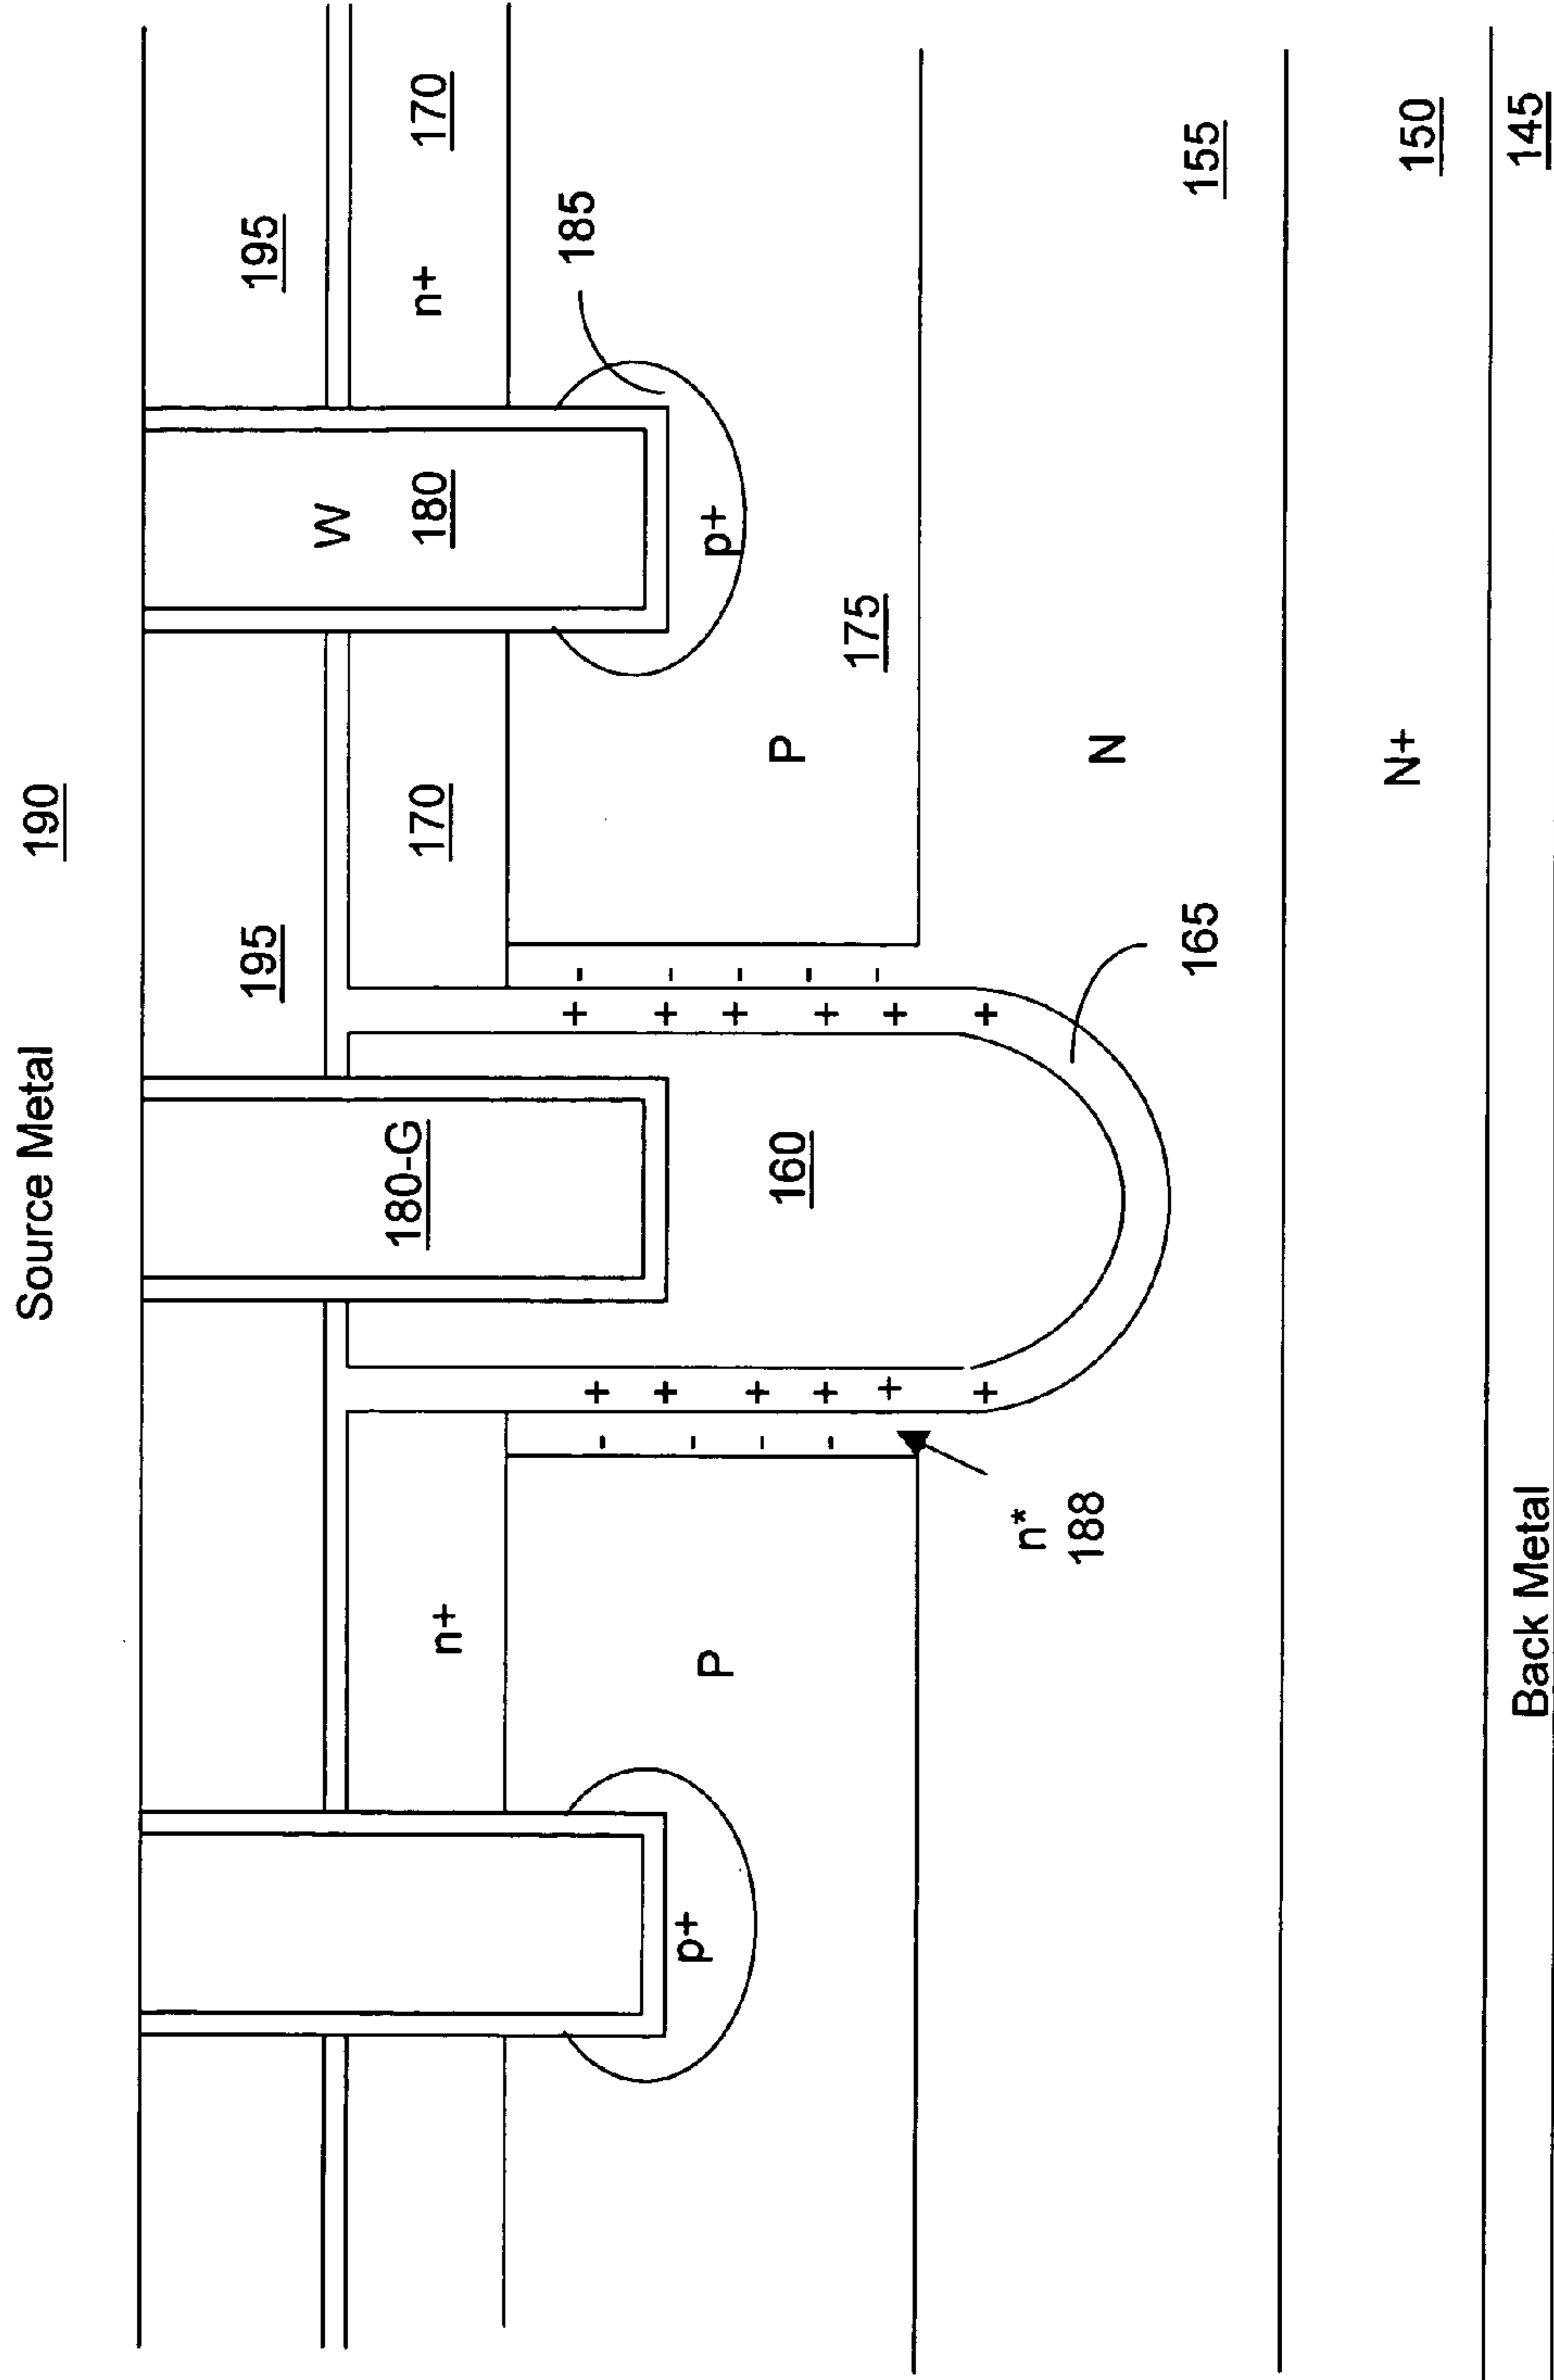 Source Metal
190
195
195
W
n+
180-G
170
180
n+
170
185
p+
P
p+
160
P
175
n*
188
N
165
155
N+
150
Back Metal
145